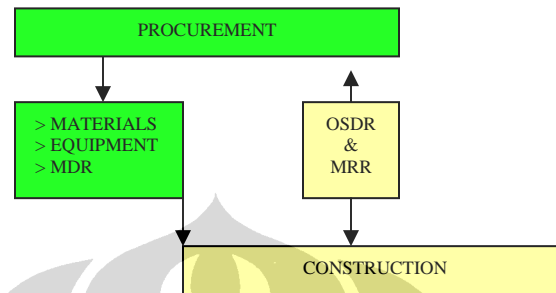 PROCUREMENT
> MATERIALS
> EQUIPMENT
> MDR
OSDR
&
MRR
CONSTRUCTION